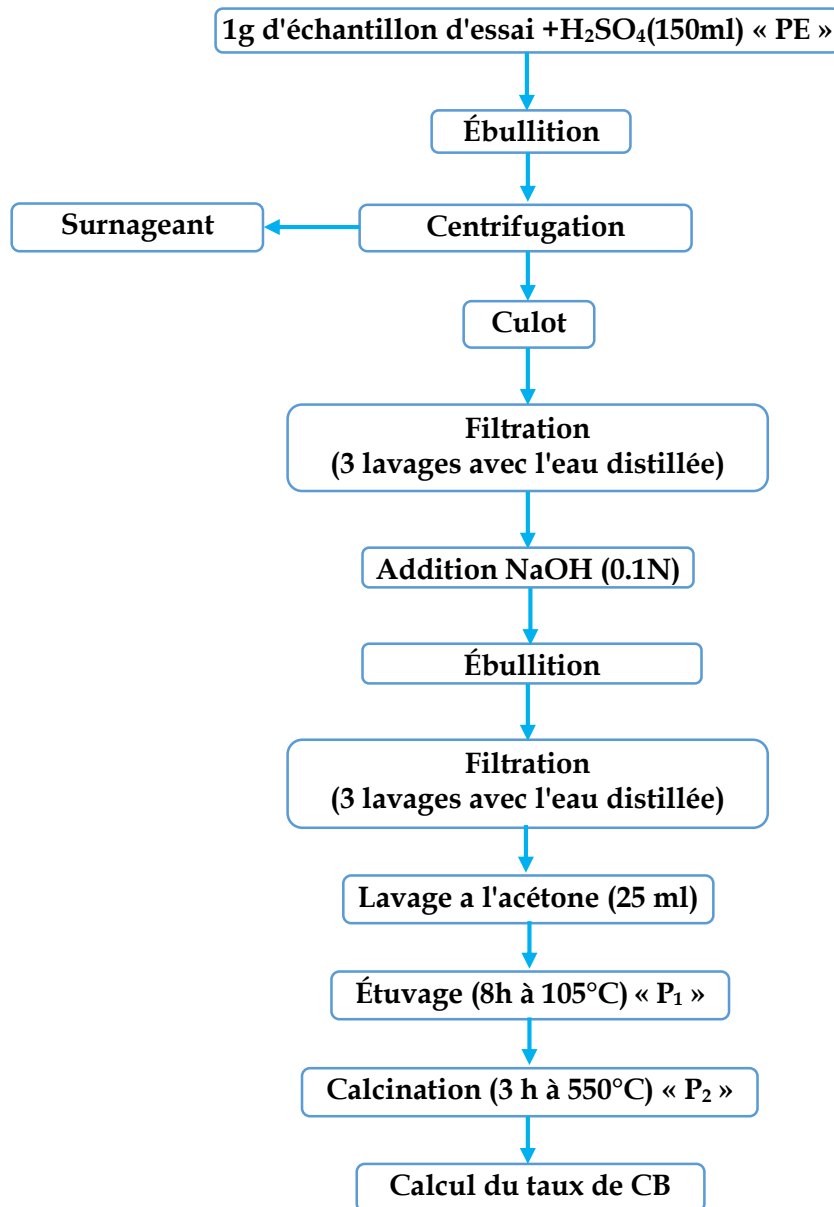 1g d'échantillon d'essai +H₂SO₄(150ml) « PE »
Ébullition
Surnageant
Centrifugation
Culot
Filtration
(3 lavages avec l'eau distillée)
Addition NaOH (0.1N)
Ébullition
Filtration
(3 lavages avec l'eau distillée)
Lavage a l'acétone (25 ml)
Étuvage (8h à 105°C) « P₁ »
Calcination (3 h à 550°C) « P₂ »
Calcul du taux de CB